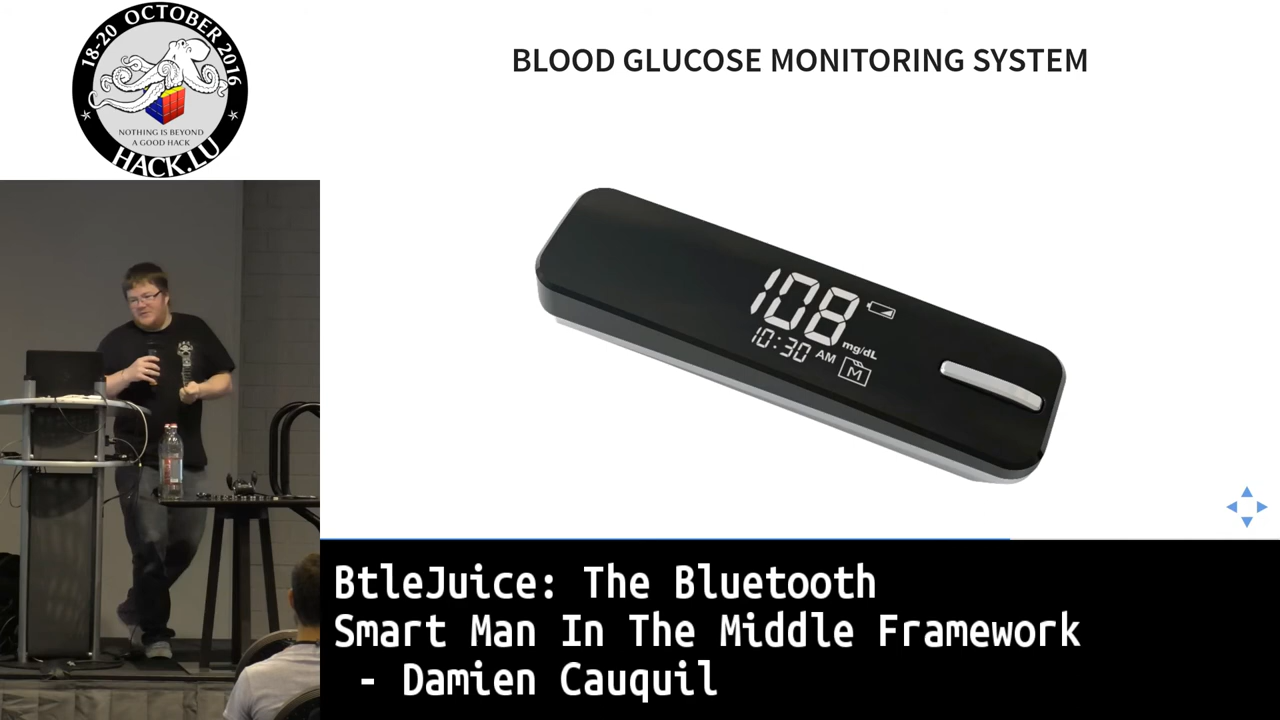 18-20 OCTOBER 2016
NOTHING IS BEYOND
A GOOD HACK
HACK.LU
BLOOD GLUCOSE MONITORING SYSTEM
108
mg/dL
10:30 AM
M
BtleJuice: The Bluetooth
Smart Man In The Middle Framework
- Damien Cauquil